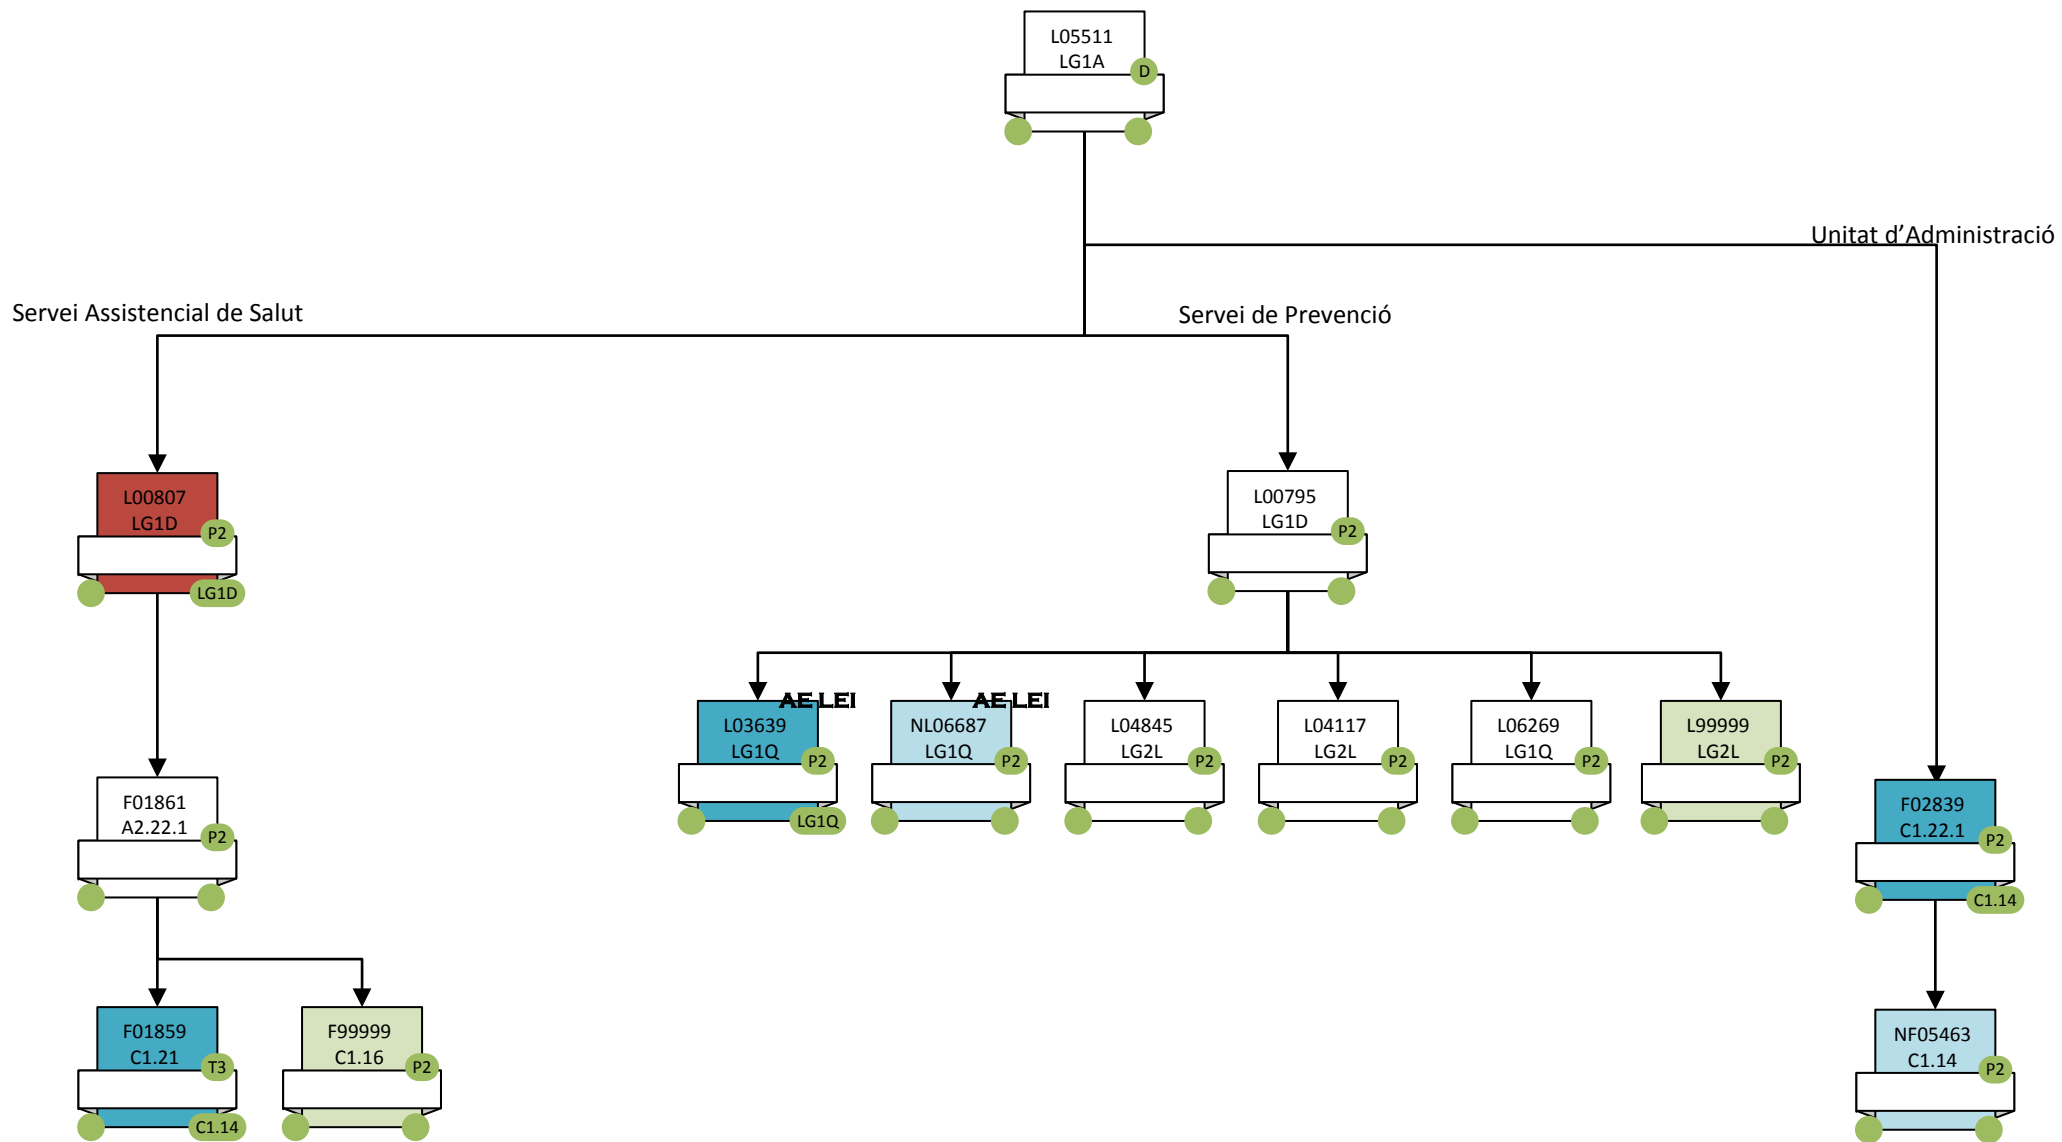 L05511
LG1A
D
Unitat d’Administració
Servei Assistencial de Salut
Servei de Prevenció
L00807
LG1D
P2
LG1D
L00795
LG1D
P2
AE LEI
L03639
LG1Q
P2
LG1Q
AE LEI
NL06687
LG1Q
P2
L04845
LG2L
P2
L04117
LG2L
P2
L06269
LG1Q
P2
L99999
LG2L
P2
F01861
A2.22.1
P2
F02839
C1.22.1
P2
C1.14
F01859
C1.21
T3
C1.14
F99999
C1.16
P2
NF05463
C1.14
P2